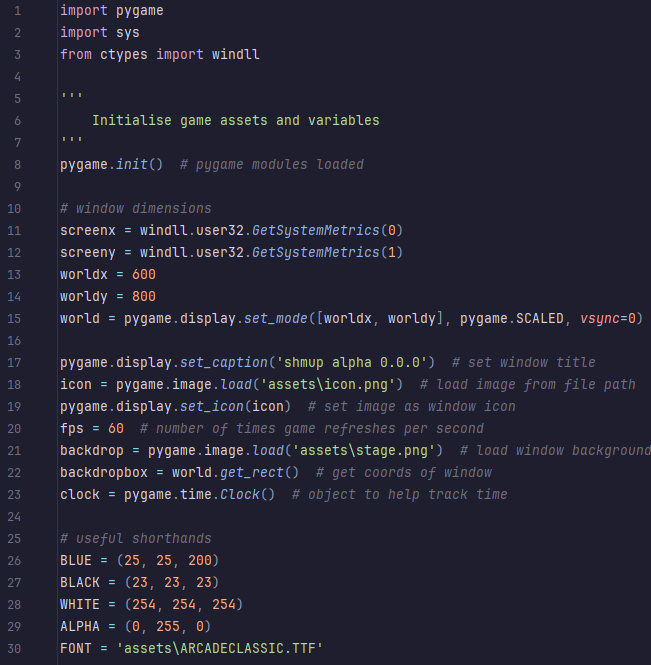 1 import pygame
2 import sys
3 from ctypes import windll
4
5 '''
6     Initialise game assets and variables
7 '''
8 pygame.init()  # pygame modules loaded
9
10 # window dimensions
11 screenx = windll.user32.GetSystemMetrics(0)
12 screeny = windll.user32.GetSystemMetrics(1)
13 worldx = 600
14 worldy = 800
15 world = pygame.display.set_mode([worldx, worldy], pygame.SCALED, vsync=0)
16
17 pygame.display.set_caption('shmup alpha 0.0.0')  # set window title
18 icon = pygame.image.load('assets\icon.png')  # load image from file path
19 pygame.display.set_icon(icon)  # set image as window icon
20 fps = 60  # number of times game refreshes per second
21 backdrop = pygame.image.load('assets\stage.png')  # load window background
22 backdropbox = world.get_rect()  # get coords of window
23 clock = pygame.time.Clock()  # object to help track time
24
25 # useful shorthands
26 BLUE = (25, 25, 200)
27 BLACK = (23, 23, 23)
28 WHITE = (254, 254, 254)
29 ALPHA = (0, 255, 0)
30 FONT = 'assets\ARCADECLASSIC.TTF'